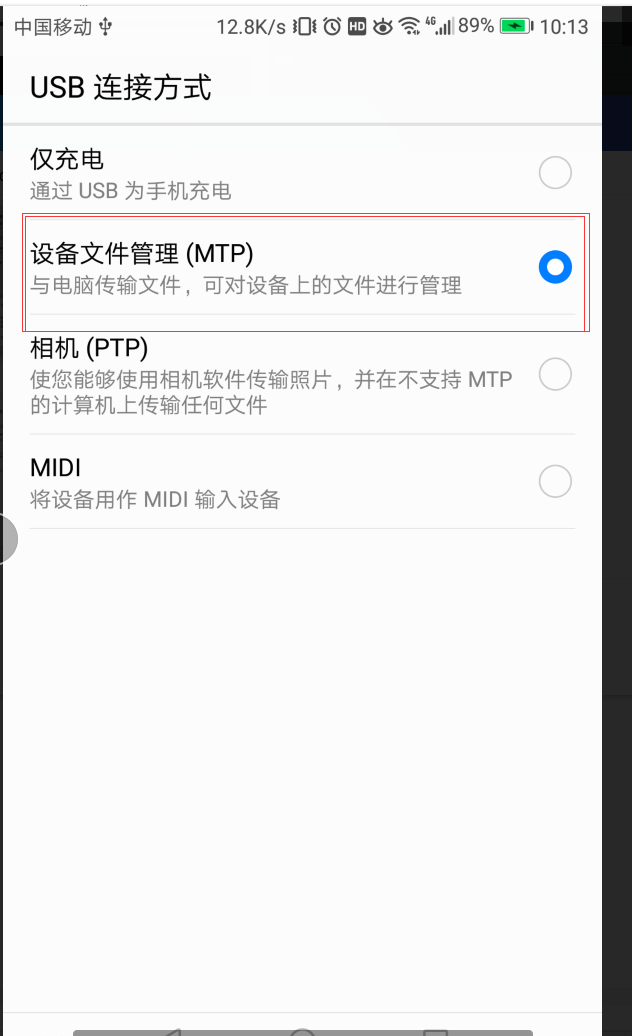 中国移动 12.8K/s HD 4G 89% 10:13
USB 连接方式
仅充电
通过 USB 为手机充电
设备文件管理 (MTP)
与电脑传输文件，可对设备上的文件进行管理
相机 (PTP)
使您能够使用相机软件传输照片，并在不支持 MTP
的计算机上传输任何文件
MIDI
将设备用作 MIDI 输入设备